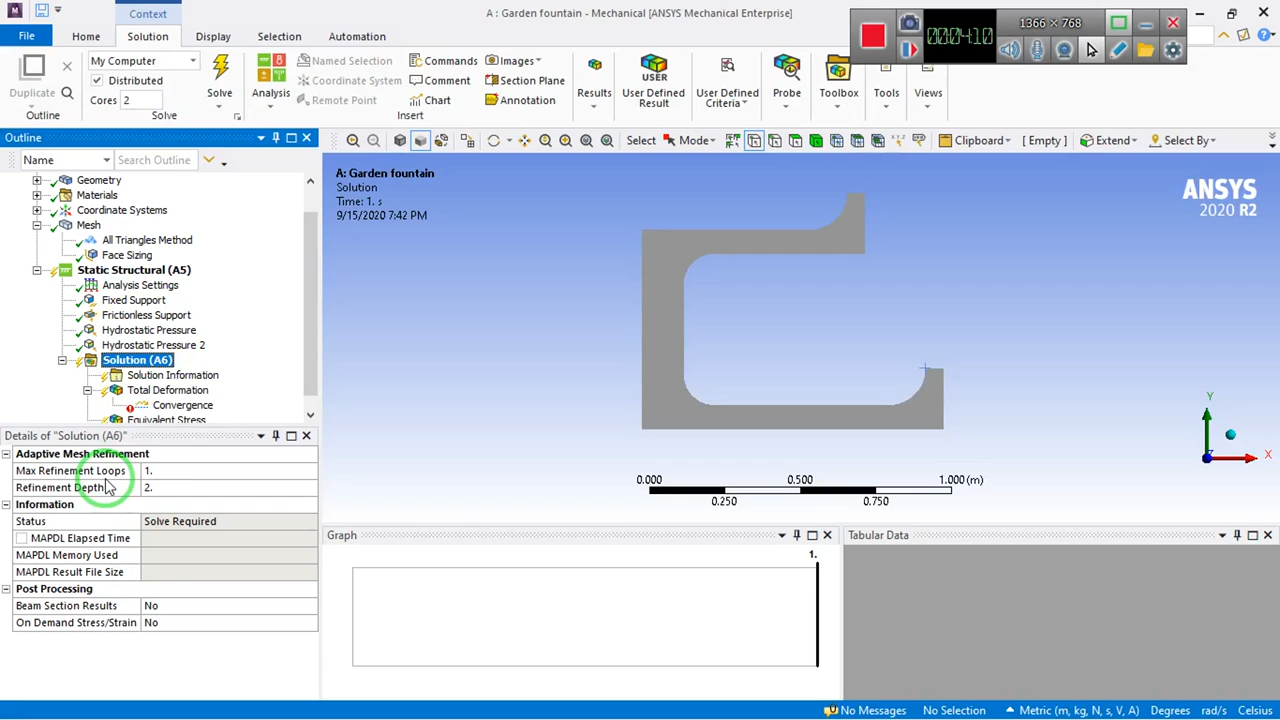 Context
A : Garden fountain - Mechanical [ANSYS Mechanical Enterprise]
1366 × 768
00:04:10
File
Home
Solution
Display
Selection
Automation
Duplicate
Outline
My Computer
Distributed
Cores 2
Solve
Solve
Analysis
Named Selection
Coordinate System
Remote Point
Commands
Comment
Chart
Images
Section Plane
Annotation
Insert
Results
User Defined Result
USER
User Defined Criteria
Probe
Toolbox
Tools
Views
Outline
Name
Search Outline
Select
Mode
Clipboard
[ Empty ]
Extend
Select By
Geometry
Materials
Coordinate Systems
Mesh
All Triangles Method
Face Sizing
Static Structural (A5)
Analysis Settings
Fixed Support
Frictionless Support
Hydrostatic Pressure
Hydrostatic Pressure 2
Solution (A6)
Solution Information
Total Deformation
Convergence
Equivalent Stress
A: Garden fountain
Solution
Time: 1. s
9/15/2020 7:42 PM
ANSYS
2020 R2
Y
X
0.000
0.500
1.000 (m)
0.250
0.750
Details of "Solution (A6)"
Adaptive Mesh Refinement
Max Refinement Loops 1.
Refinement Depth 2.
Information
Status Solve Required
MAPDL Elapsed Time
MAPDL Memory Used
MAPDL Result File Size
Post Processing
Beam Section Results No
On Demand Stress/Strain No
Graph
1.
Tabular Data
No Messages
No Selection
Metric (m, kg, N, s, V, A)
Degrees
rad/s
Celsius